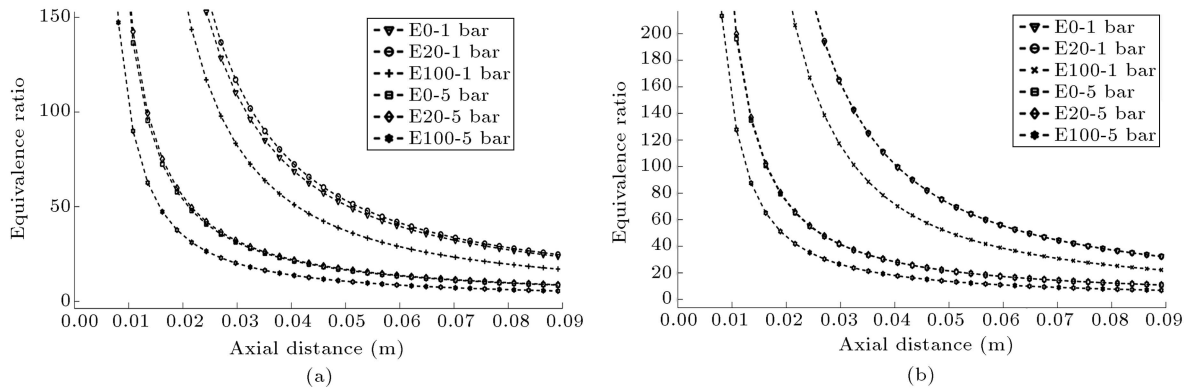 150
100
50
0
Equivalence ratio
E0-1 bar
E20-1 bar
E100-1 bar
E0-5 bar
E20-5 bar
E100-5 bar
0.00 0.01 0.02 0.03 0.04 0.05 0.06 0.07 0.08 0.09
Axial distance (m)
(a)
200
180
160
140
120
100
80
60
40
20
0
Equivalence ratio
E0-1 bar
E20-1 bar
E100-1 bar
E0-5 bar
E20-5 bar
E100-5 bar
0.00 0.01 0.02 0.03 0.04 0.05 0.06 0.07 0.08 0.09
Axial distance (m)
(b)